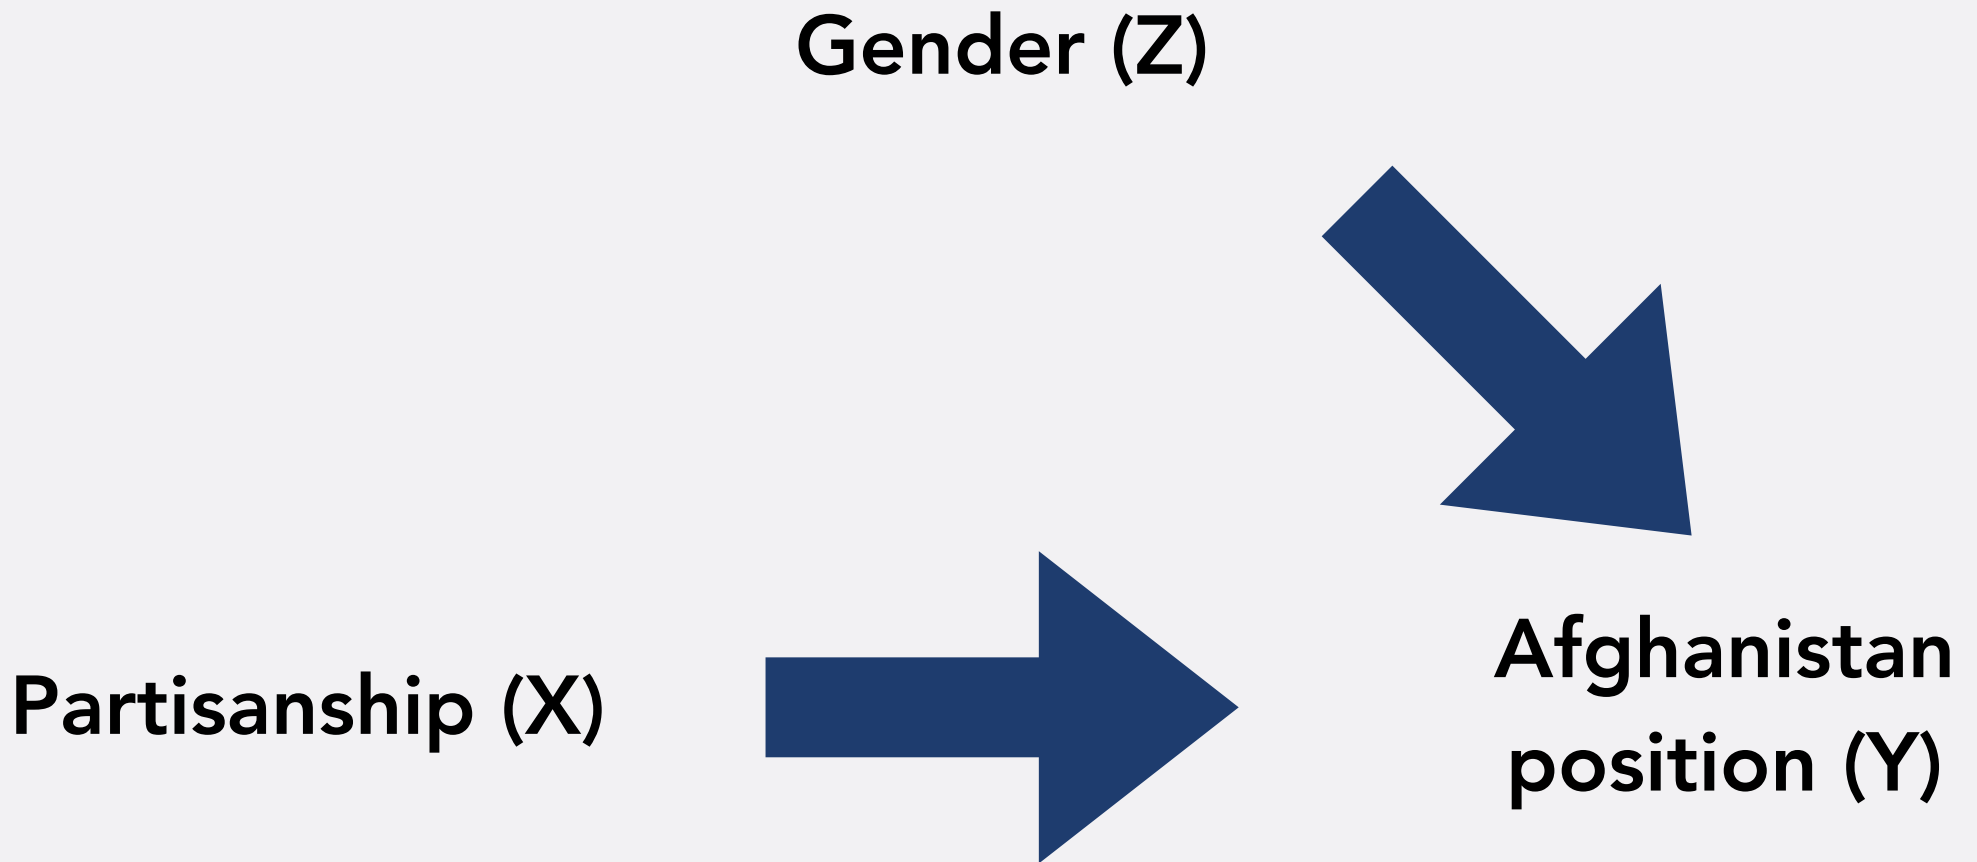 Gender (Z)
Partisanship (X)
Afghanistan
position (Y)